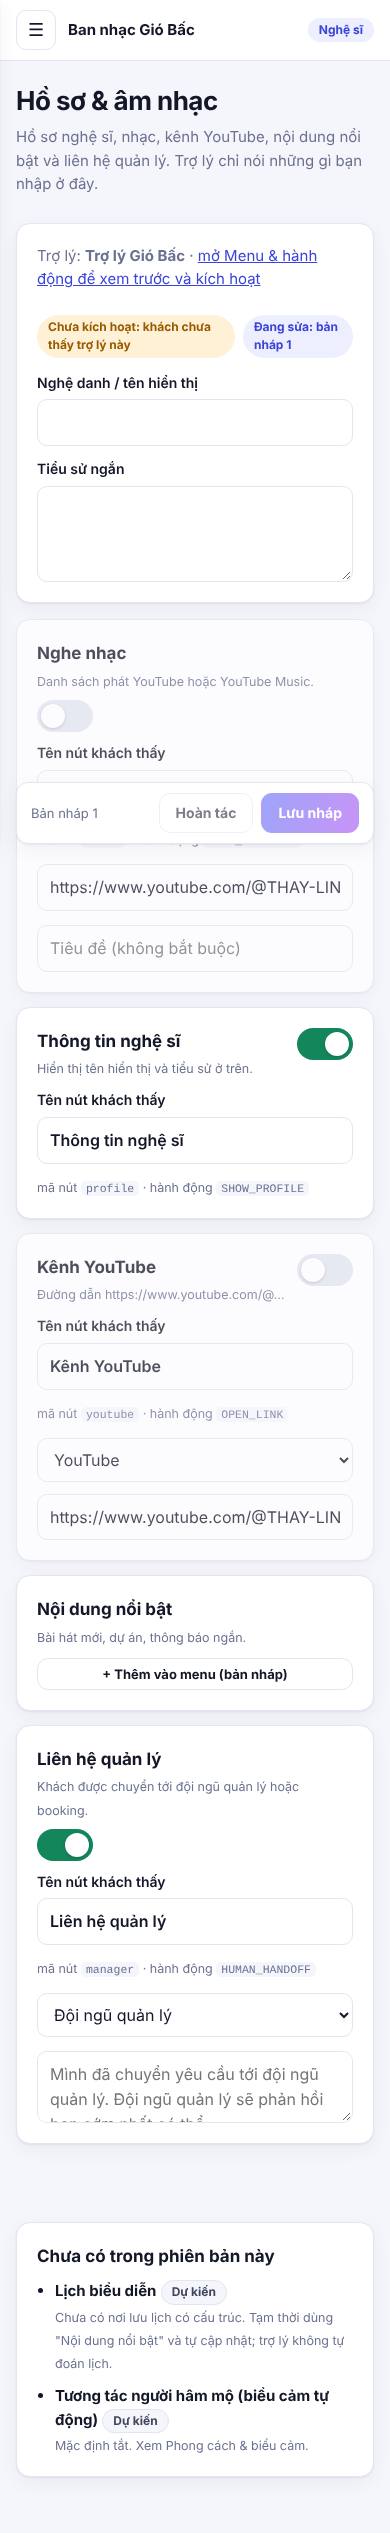 ☰ Ban nhạc Gió Bấc Nghệ sĩ
Hồ sơ & âm nhạc
Hồ sơ nghệ sĩ, nhạc, kênh YouTube, nội dung nổi
bật và liên hệ quản lý. Trợ lý chỉ nói những gì bạn
nhập ở đây.
Trợ lý: Trợ lý Gió Bấc · mở Menu & hành
động để xem trước và kích hoạt
Chưa kích hoạt: khách chưa
thấy trợ lý này
Đang sửa: bản
nháp 1
Nghệ danh / tên hiển thị
Tiểu sử ngắn
Nghe nhạc
Danh sách phát YouTube hoặc YouTube Music.
Tên nút khách thấy
Bản nháp 1 Hoàn tác Lưu nháp
https://www.youtube.com/@THAY-LIN
Tiêu đề (không bắt buộc)
Thông tin nghệ sĩ
Hiển thị tên hiển thị và tiểu sử ở trên.
Tên nút khách thấy
Thông tin nghệ sĩ
mã nút profile · hành động SHOW_PROFILE
Kênh YouTube
Đường dẫn https://www.youtube.com/@...
Tên nút khách thấy
Kênh YouTube
mã nút youtube · hành động OPEN_LINK
YouTube
https://www.youtube.com/@THAY-LIN
Nội dung nổi bật
Bài hát mới, dự án, thông báo ngắn.
+ Thêm vào menu (bản nháp)
Liên hệ quản lý
Khách được chuyển tới đội ngũ quản lý hoặc
booking.
Tên nút khách thấy
Liên hệ quản lý
mã nút manager · hành động HUMAN_HANDOFF
Đội ngũ quản lý
Mình đã chuyển yêu cầu tới đội ngũ
quản lý. Đội ngũ quản lý sẽ phản hồi
bạn sớm nhất có thể
Chưa có trong phiên bản này
• Lịch biểu diễn Dự kiến
Chưa có nơi lưu lịch có cấu trúc. Tạm thời dùng
"Nội dung nổi bật" và tự cập nhật; trợ lý không tự
đoán lịch.
• Tương tác người hâm mộ (biểu cảm tự
động) Dự kiến
Mặc định tắt. Xem Phong cách & biểu cảm.